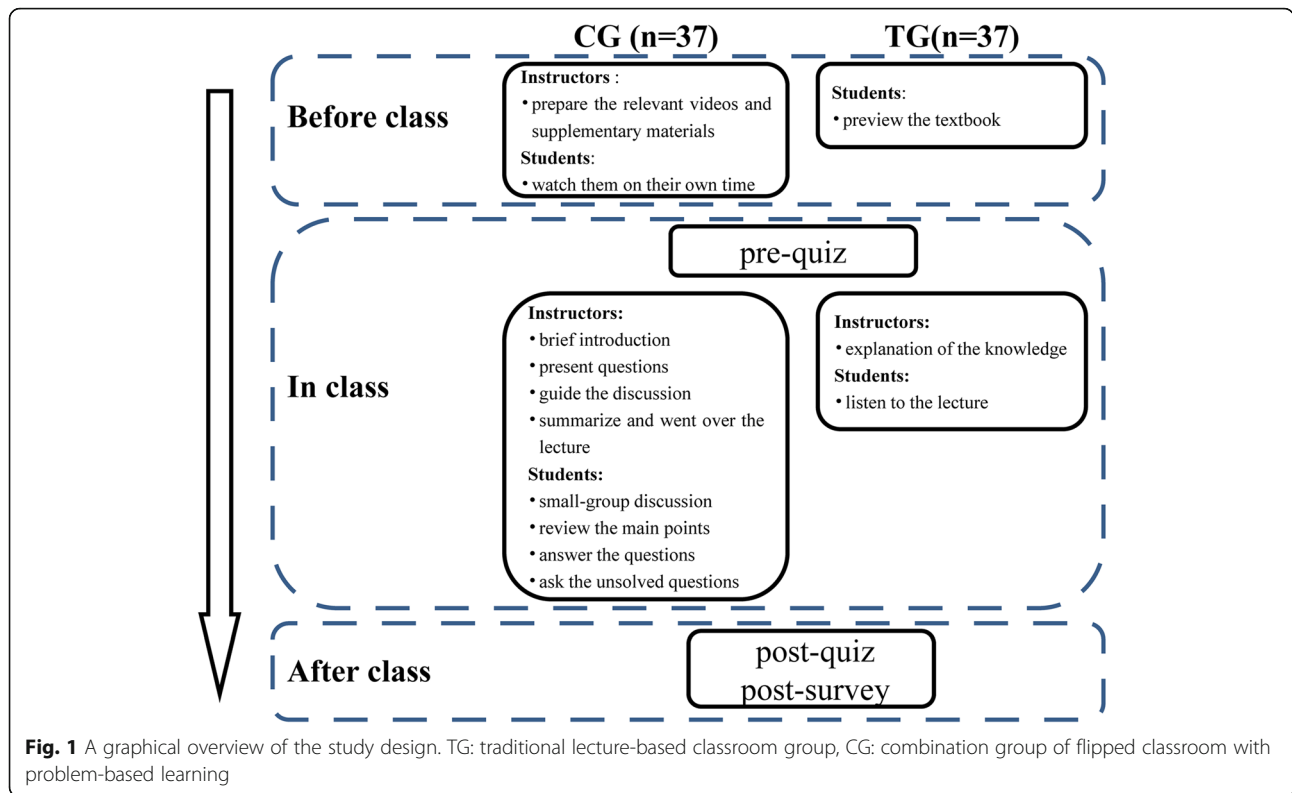 CG (n=37) TG(n=37)
Before class
Instructors :
• prepare the relevant videos and
supplementary materials
Students:
• watch them on their own time
Students:
• preview the textbook
In class
pre-quiz
Instructors:
• brief introduction
• present questions
• guide the discussion
• summarize and went over the
lecture
Students:
• small-group discussion
• review the main points
• answer the questions
• ask the unsolved questions
Instructors:
• explanation of the knowledge
Students:
• listen to the lecture
After class
post-quiz
post-survey
Fig. 1 A graphical overview of the study design. TG: traditional lecture-based classroom group, CG: combination group of flipped classroom with
problem-based learning